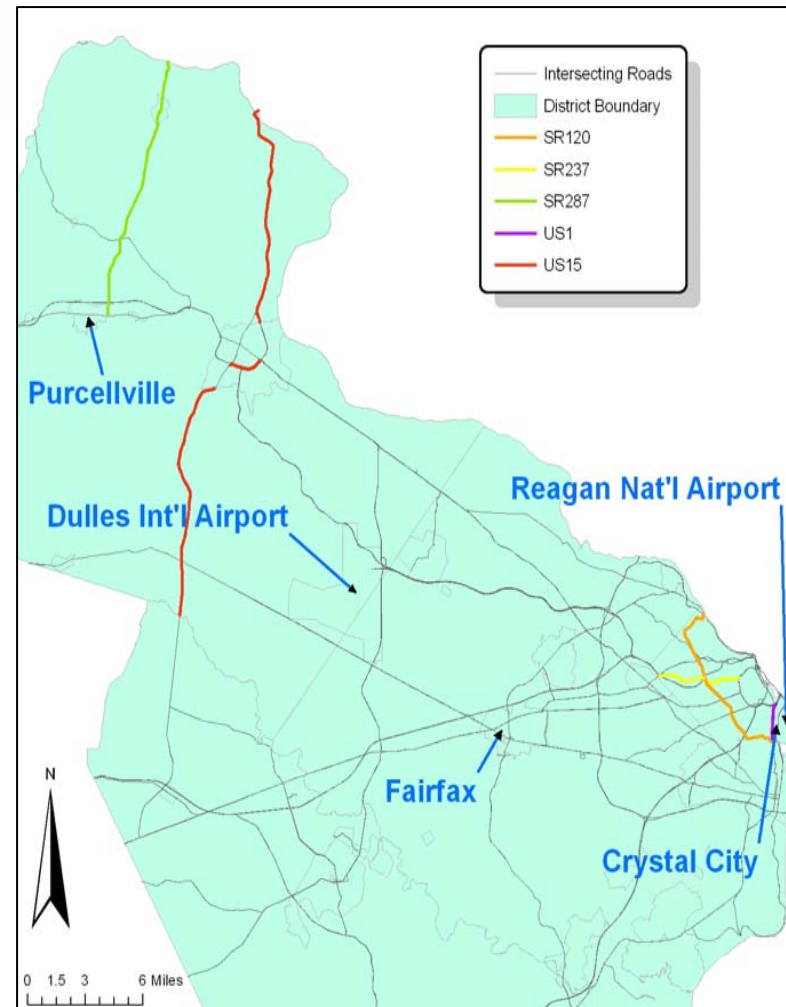 Intersecting Roads
District Boundary
SR120
SR237
SR287
US1
US15
Purcellville
Reagan Nat'l Airport
Dulles Int'l Airport
Fairfax
Crystal City
N
0 1.5 3 6 Miles